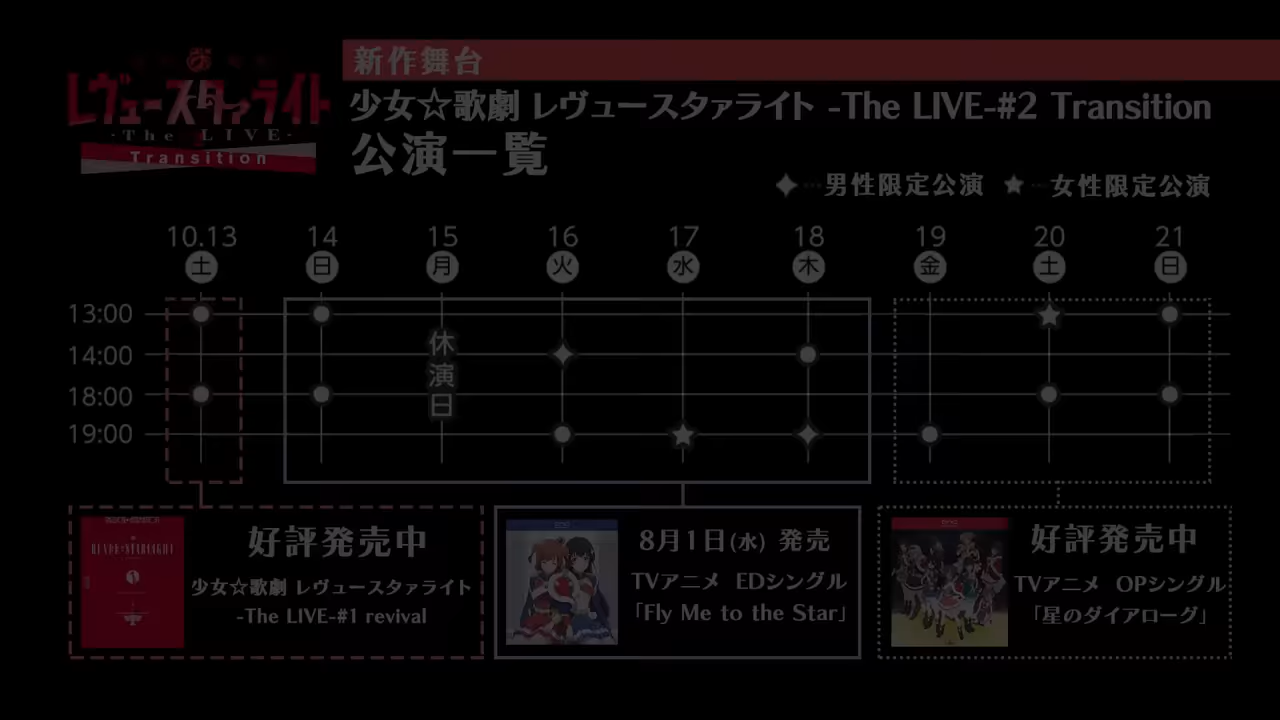 レヴュースタァライト
-The LIVE-
Transition
新作舞台
少女☆歌劇 レヴュースタァライト -The LIVE-#2 Transition
公演一覧
✦…男性限定公演 ★…女性限定公演
10.13 14 15 16 17 18 19 20 21
土 日 月 火 水 木 金 土 日
13:00
14:00
18:00
19:00
休演日
好評発売中
少女☆歌劇 レヴュースタァライト
-The LIVE-#1 revival
8月1日(水) 発売
TVアニメ EDシングル
「Fly Me to the Star」
好評発売中
TVアニメ OPシングル
「星のダイアローグ」